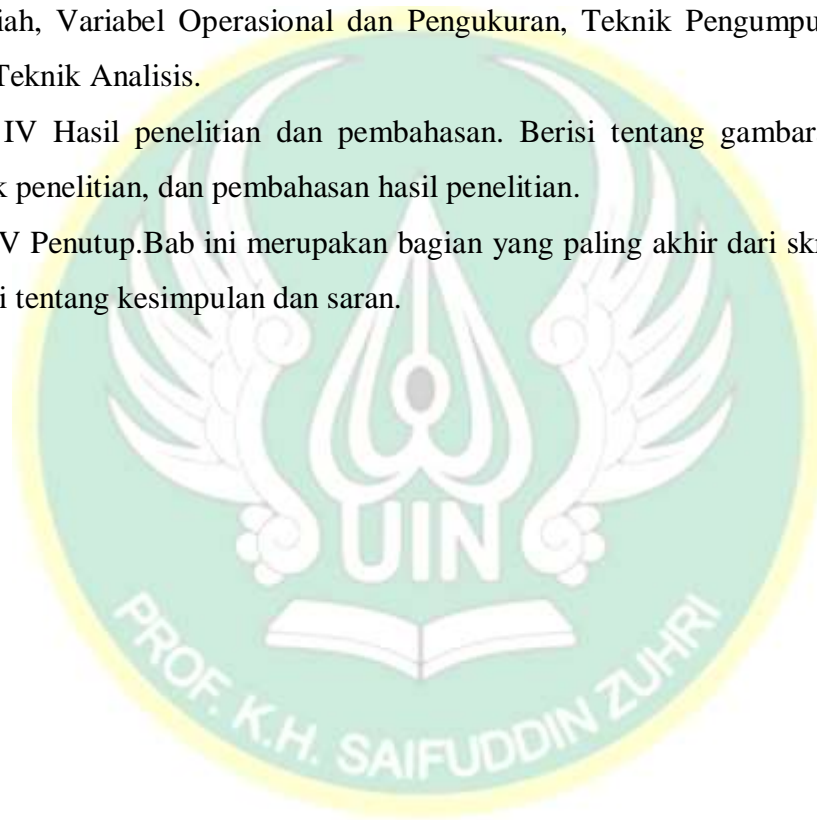 iah, Variabel Operasional dan Pengukuran, Teknik Pengumpu
Teknik Analisis.
IV Hasil penelitian dan pembahasan. Berisi tentang gambar
k penelitian, dan pembahasan hasil penelitian.
V Penutup.Bab ini merupakan bagian yang paling akhir dari sk
i tentang kesimpulan dan saran.
UIN
PROF. K.H. SAIFUDDIN ZUHRI